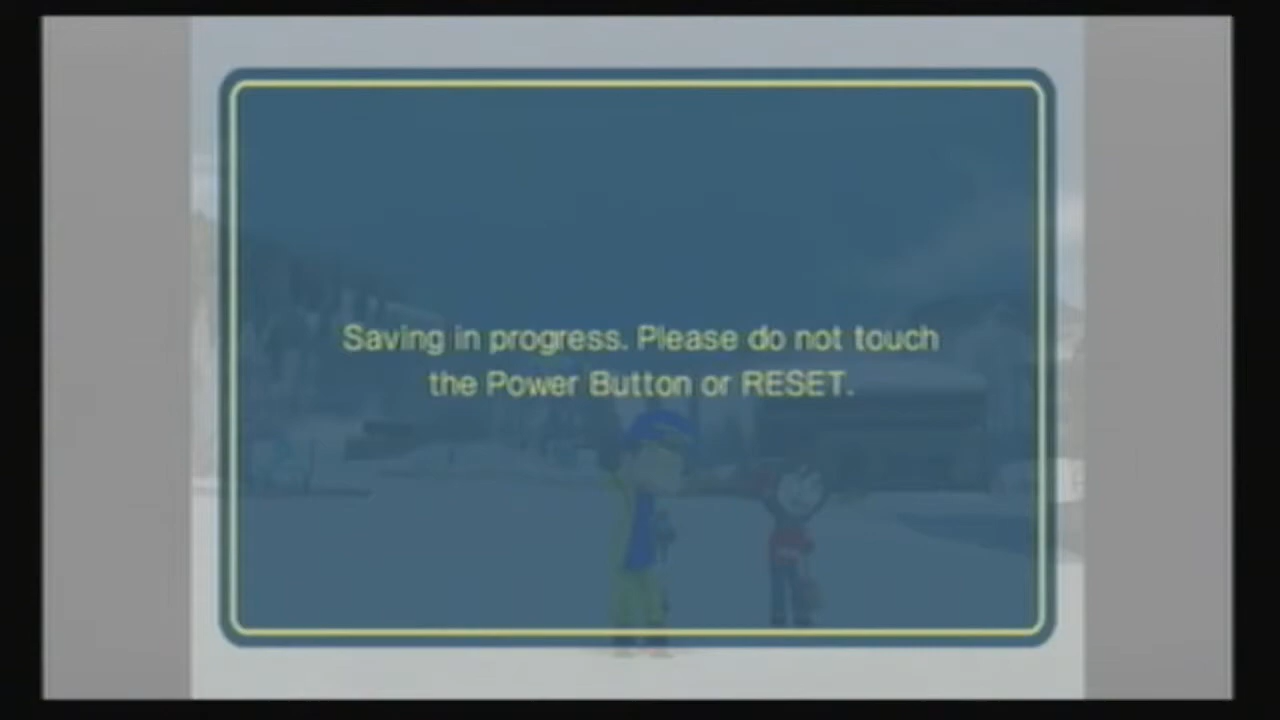 Saving in progress. Please do not touch
the Power Button or RESET.